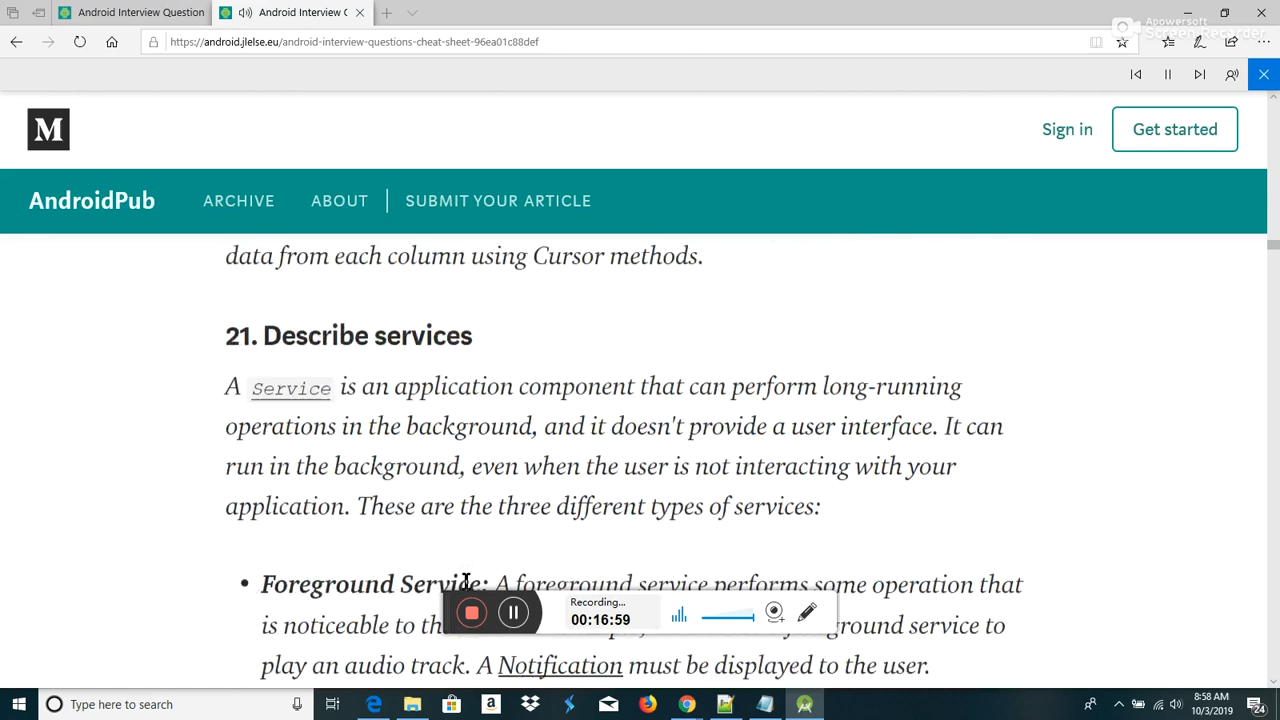 Android Interview Question
Android Interview C
Apowersoft
Screen Recorder
https://android.jlelse.eu/android-interview-questions-cheat-sheet-96ea01c88def
M
Sign in
Get started
AndroidPub
ARCHIVE
ABOUT
SUBMIT YOUR ARTICLE
data from each column using Cursor methods.
21. Describe services
A Service is an application component that can perform long-running
operations in the background, and it doesn't provide a user interface. It can
run in the background, even when the user is not interacting with your
application. These are the three different types of services:
• Foreground Service: A foreground service performs some operation that
is noticeable to the foreground service to
play an audio track. A Notification must be displayed to the user.
Recording...
00:16:59
Type here to search
8:58 AM
10/3/2019
24